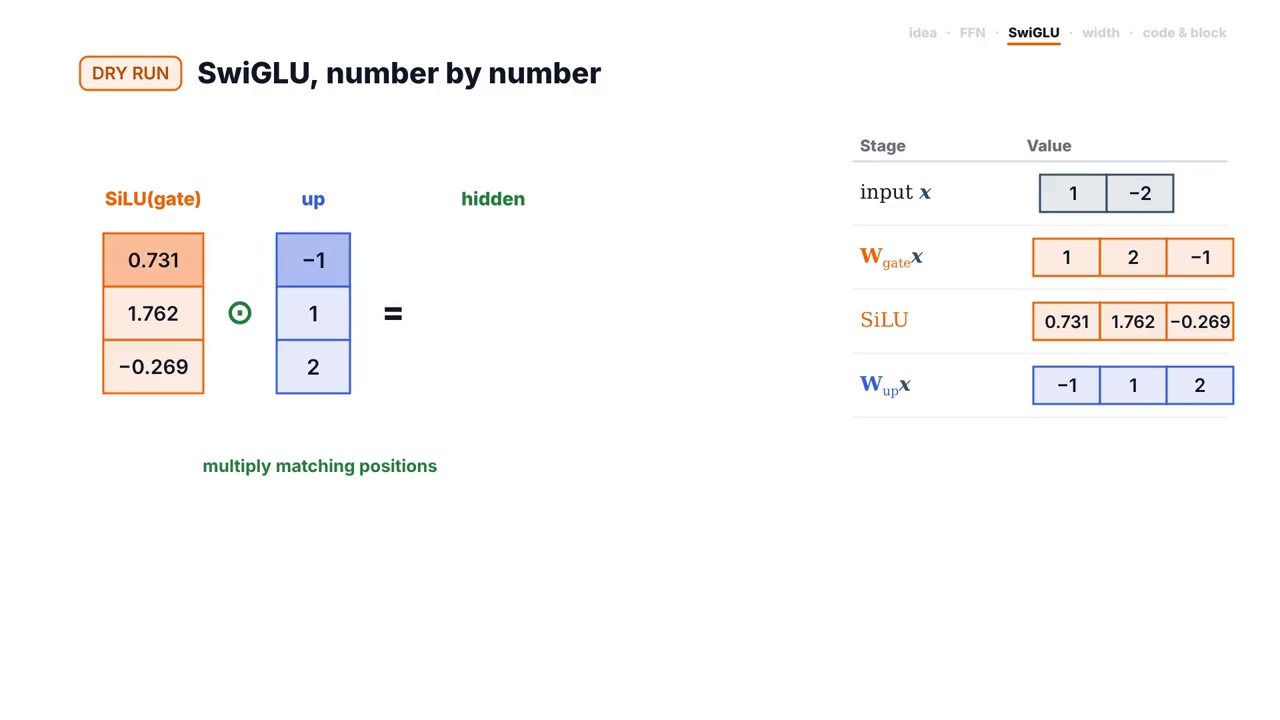 idea · FFN · SwiGLU · width · code & block
DRY RUN SwiGLU, number by number
SiLU(gate) up hidden
0.731 −1
1.762 ⊙ 1 =
−0.269 2
multiply matching positions
Stage Value
input x 1 −2
W_gate x 1 2 −1
SiLU 0.731 1.762 −0.269
W_up x −1 1 2